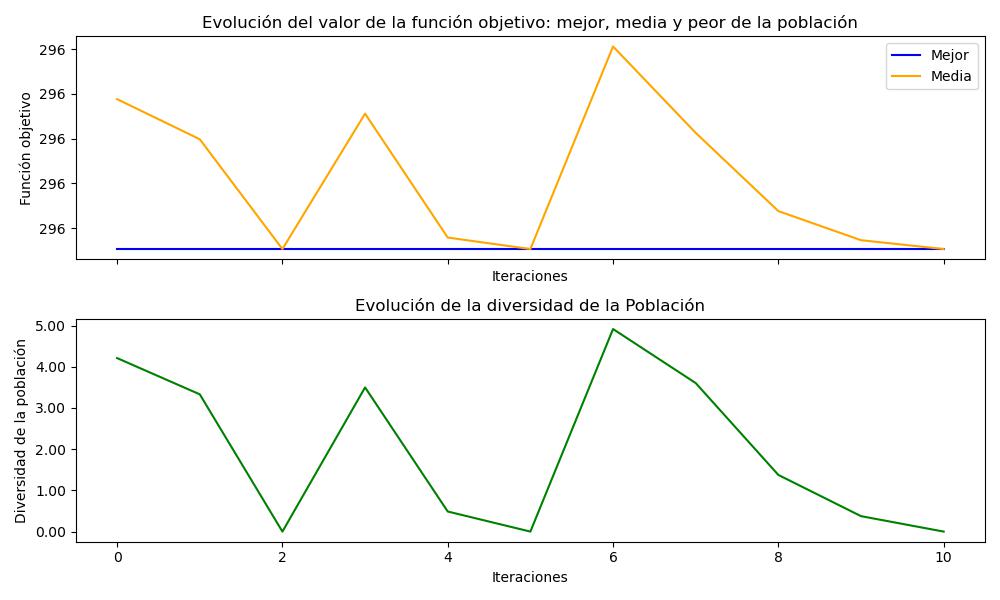 Evolución del valor de la función objetivo: mejor, media y peor de la población
296
296
296
296
296
Función objetivo
Mejor
Media
Iteraciones
Evolución de la diversidad de la Población
5.00
4.00
3.00
2.00
1.00
0.00
Diversidad de la población
0 2 4 6 8 10
Iteraciones